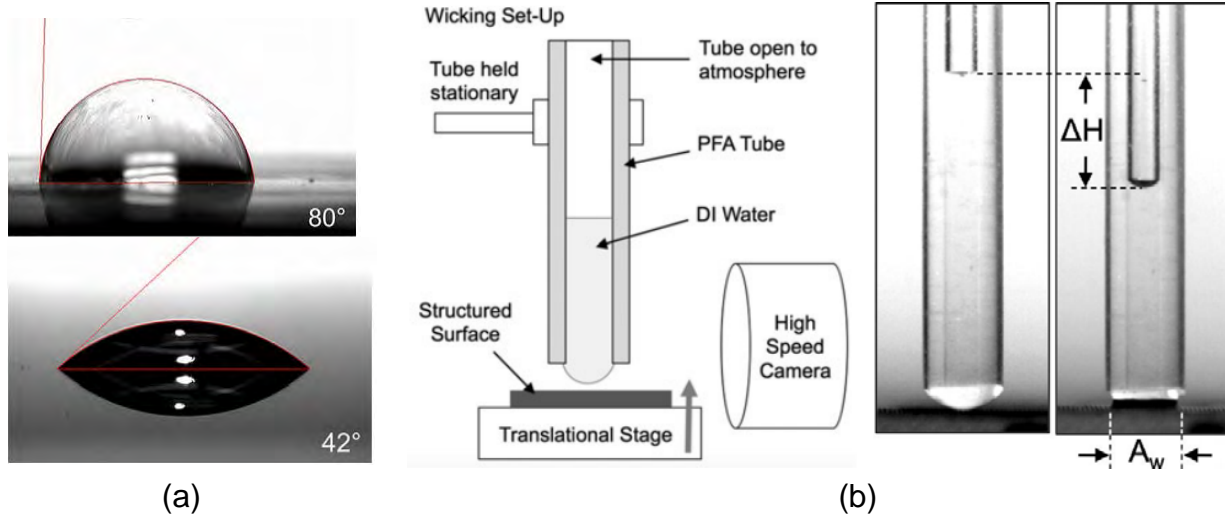 80°
42°
(a)
Wicking Set-Up
Tube held
stationary
Tube open to
atmosphere
PFA Tube
DI Water
Structured
Surface
High
Speed
Camera
Translational Stage
ΔH
A_w
(b)